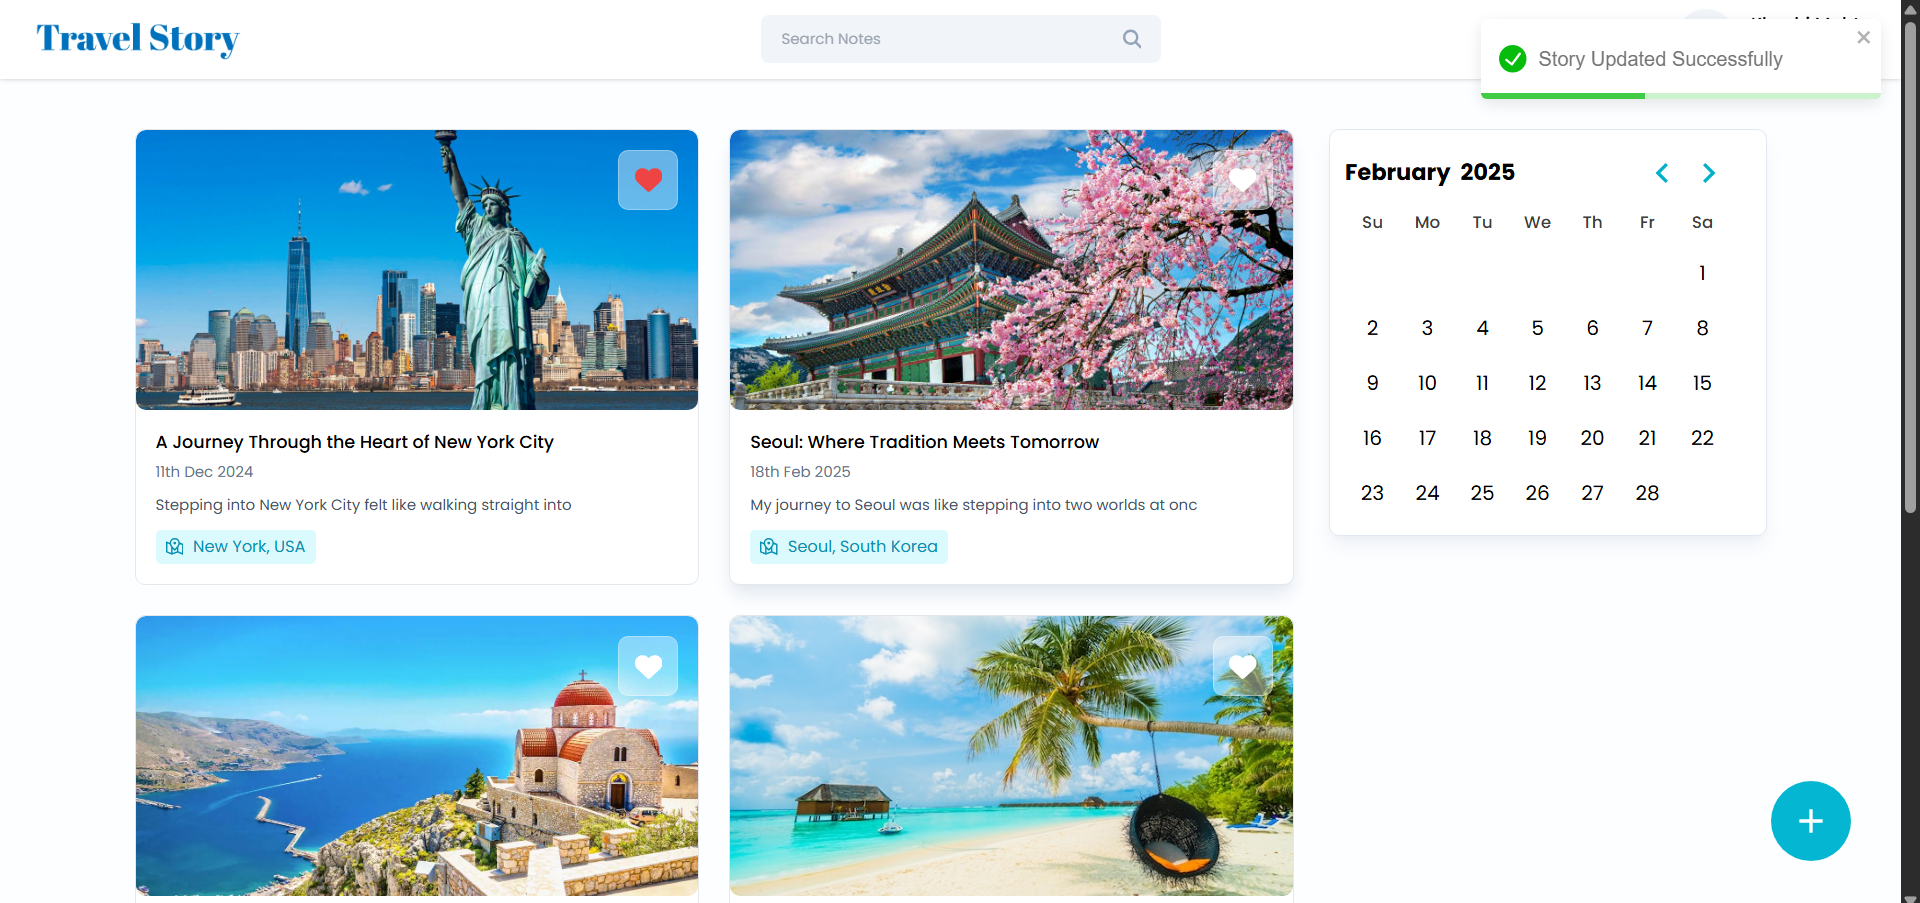 Travel Story
Search Notes
Story Updated Successfully
A Journey Through the Heart of New York City
11th Dec 2024
Stepping into New York City felt like walking straight into
New York, USA
Seoul: Where Tradition Meets Tomorrow
18th Feb 2025
My journey to Seoul was like stepping into two worlds at onc
Seoul, South Korea
February 2025
Su Mo Tu We Th Fr Sa
1
2 3 4 5 6 7 8
9 10 11 12 13 14 15
16 17 18 19 20 21 22
23 24 25 26 27 28